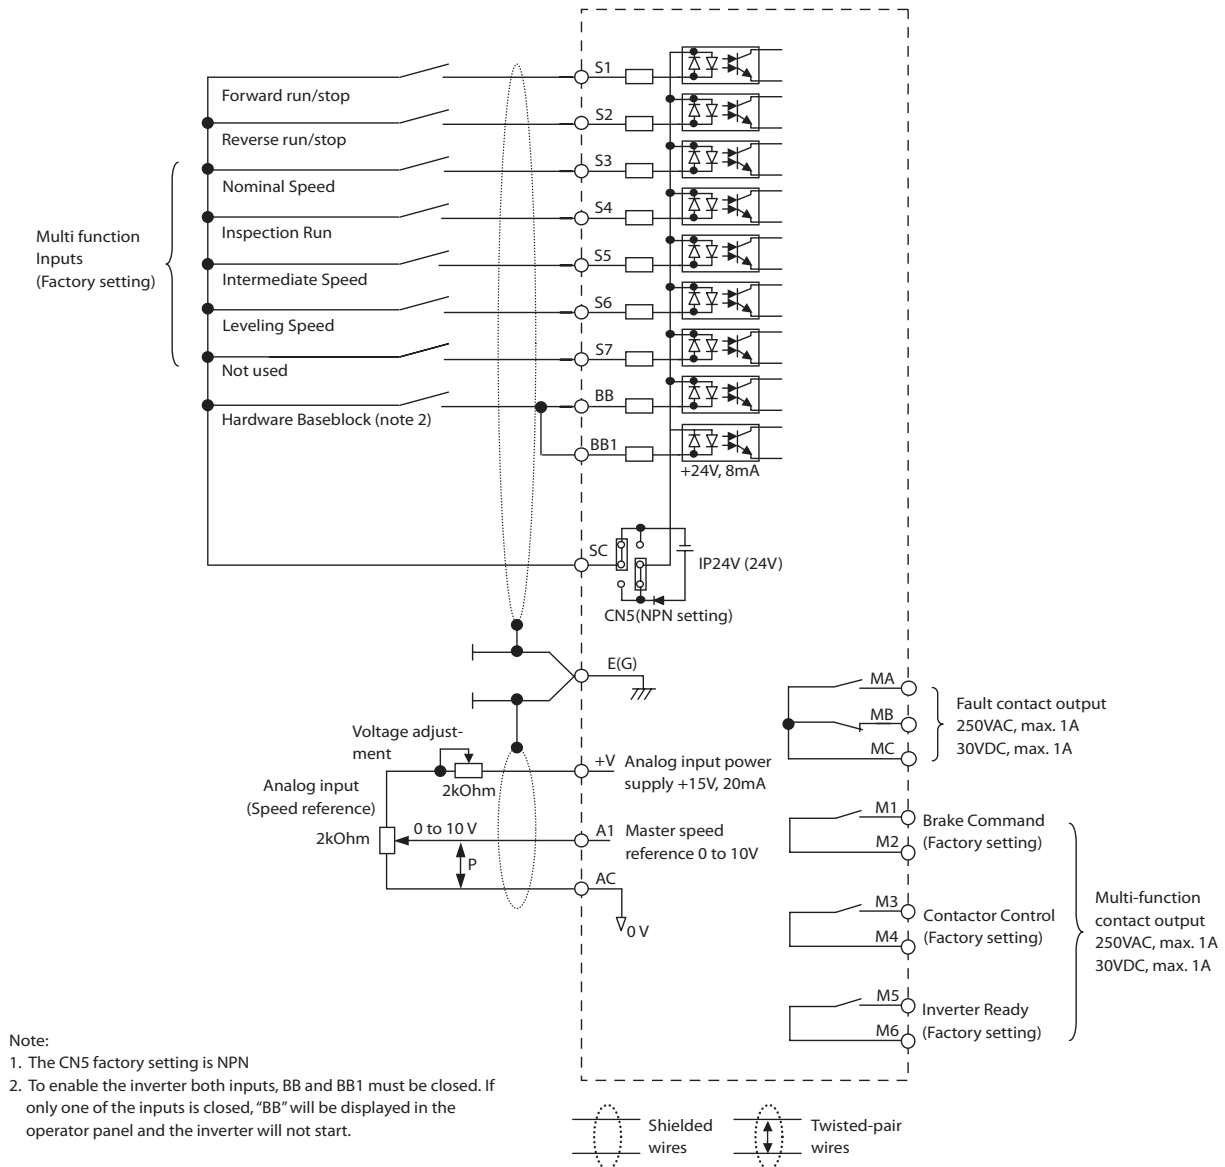 S1
Forward run/stop
S2
Reverse run/stop
S3
Nominal Speed
S4
Inspection Run
Multi function
Inputs
(Factory setting)
S5
Intermediate Speed
S6
Leveling Speed
S7
Not used
BB
Hardware Baseblock (note 2)
BB1
+24V, 8mA
SC
IP24V (24V)
CN5(NPN setting)
E(G)
MA
MB
MC
Fault contact output
250VAC, max. 1A
30VDC, max. 1A
Voltage adjust-
ment
+V
Analog input power
supply +15V, 20mA
2kOhm
Analog input
(Speed reference)
2kOhm
0 to 10 V
A1
Master speed
reference 0 to 10V
P
AC
0 V
M1
Brake Command
(Factory setting)
M2
M3
Contactor Control
(Factory setting)
M4
Multi-function
contact output
250VAC, max. 1A
30VDC, max. 1A
M5
Inverter Ready
(Factory setting)
M6
Note:
1. The CN5 factory setting is NPN
2. To enable the inverter both inputs, BB and BB1 must be closed. If
only one of the inputs is closed, “BB” will be displayed in the
operator panel and the inverter will not start.
Shielded
wires
Twisted-pair
wires